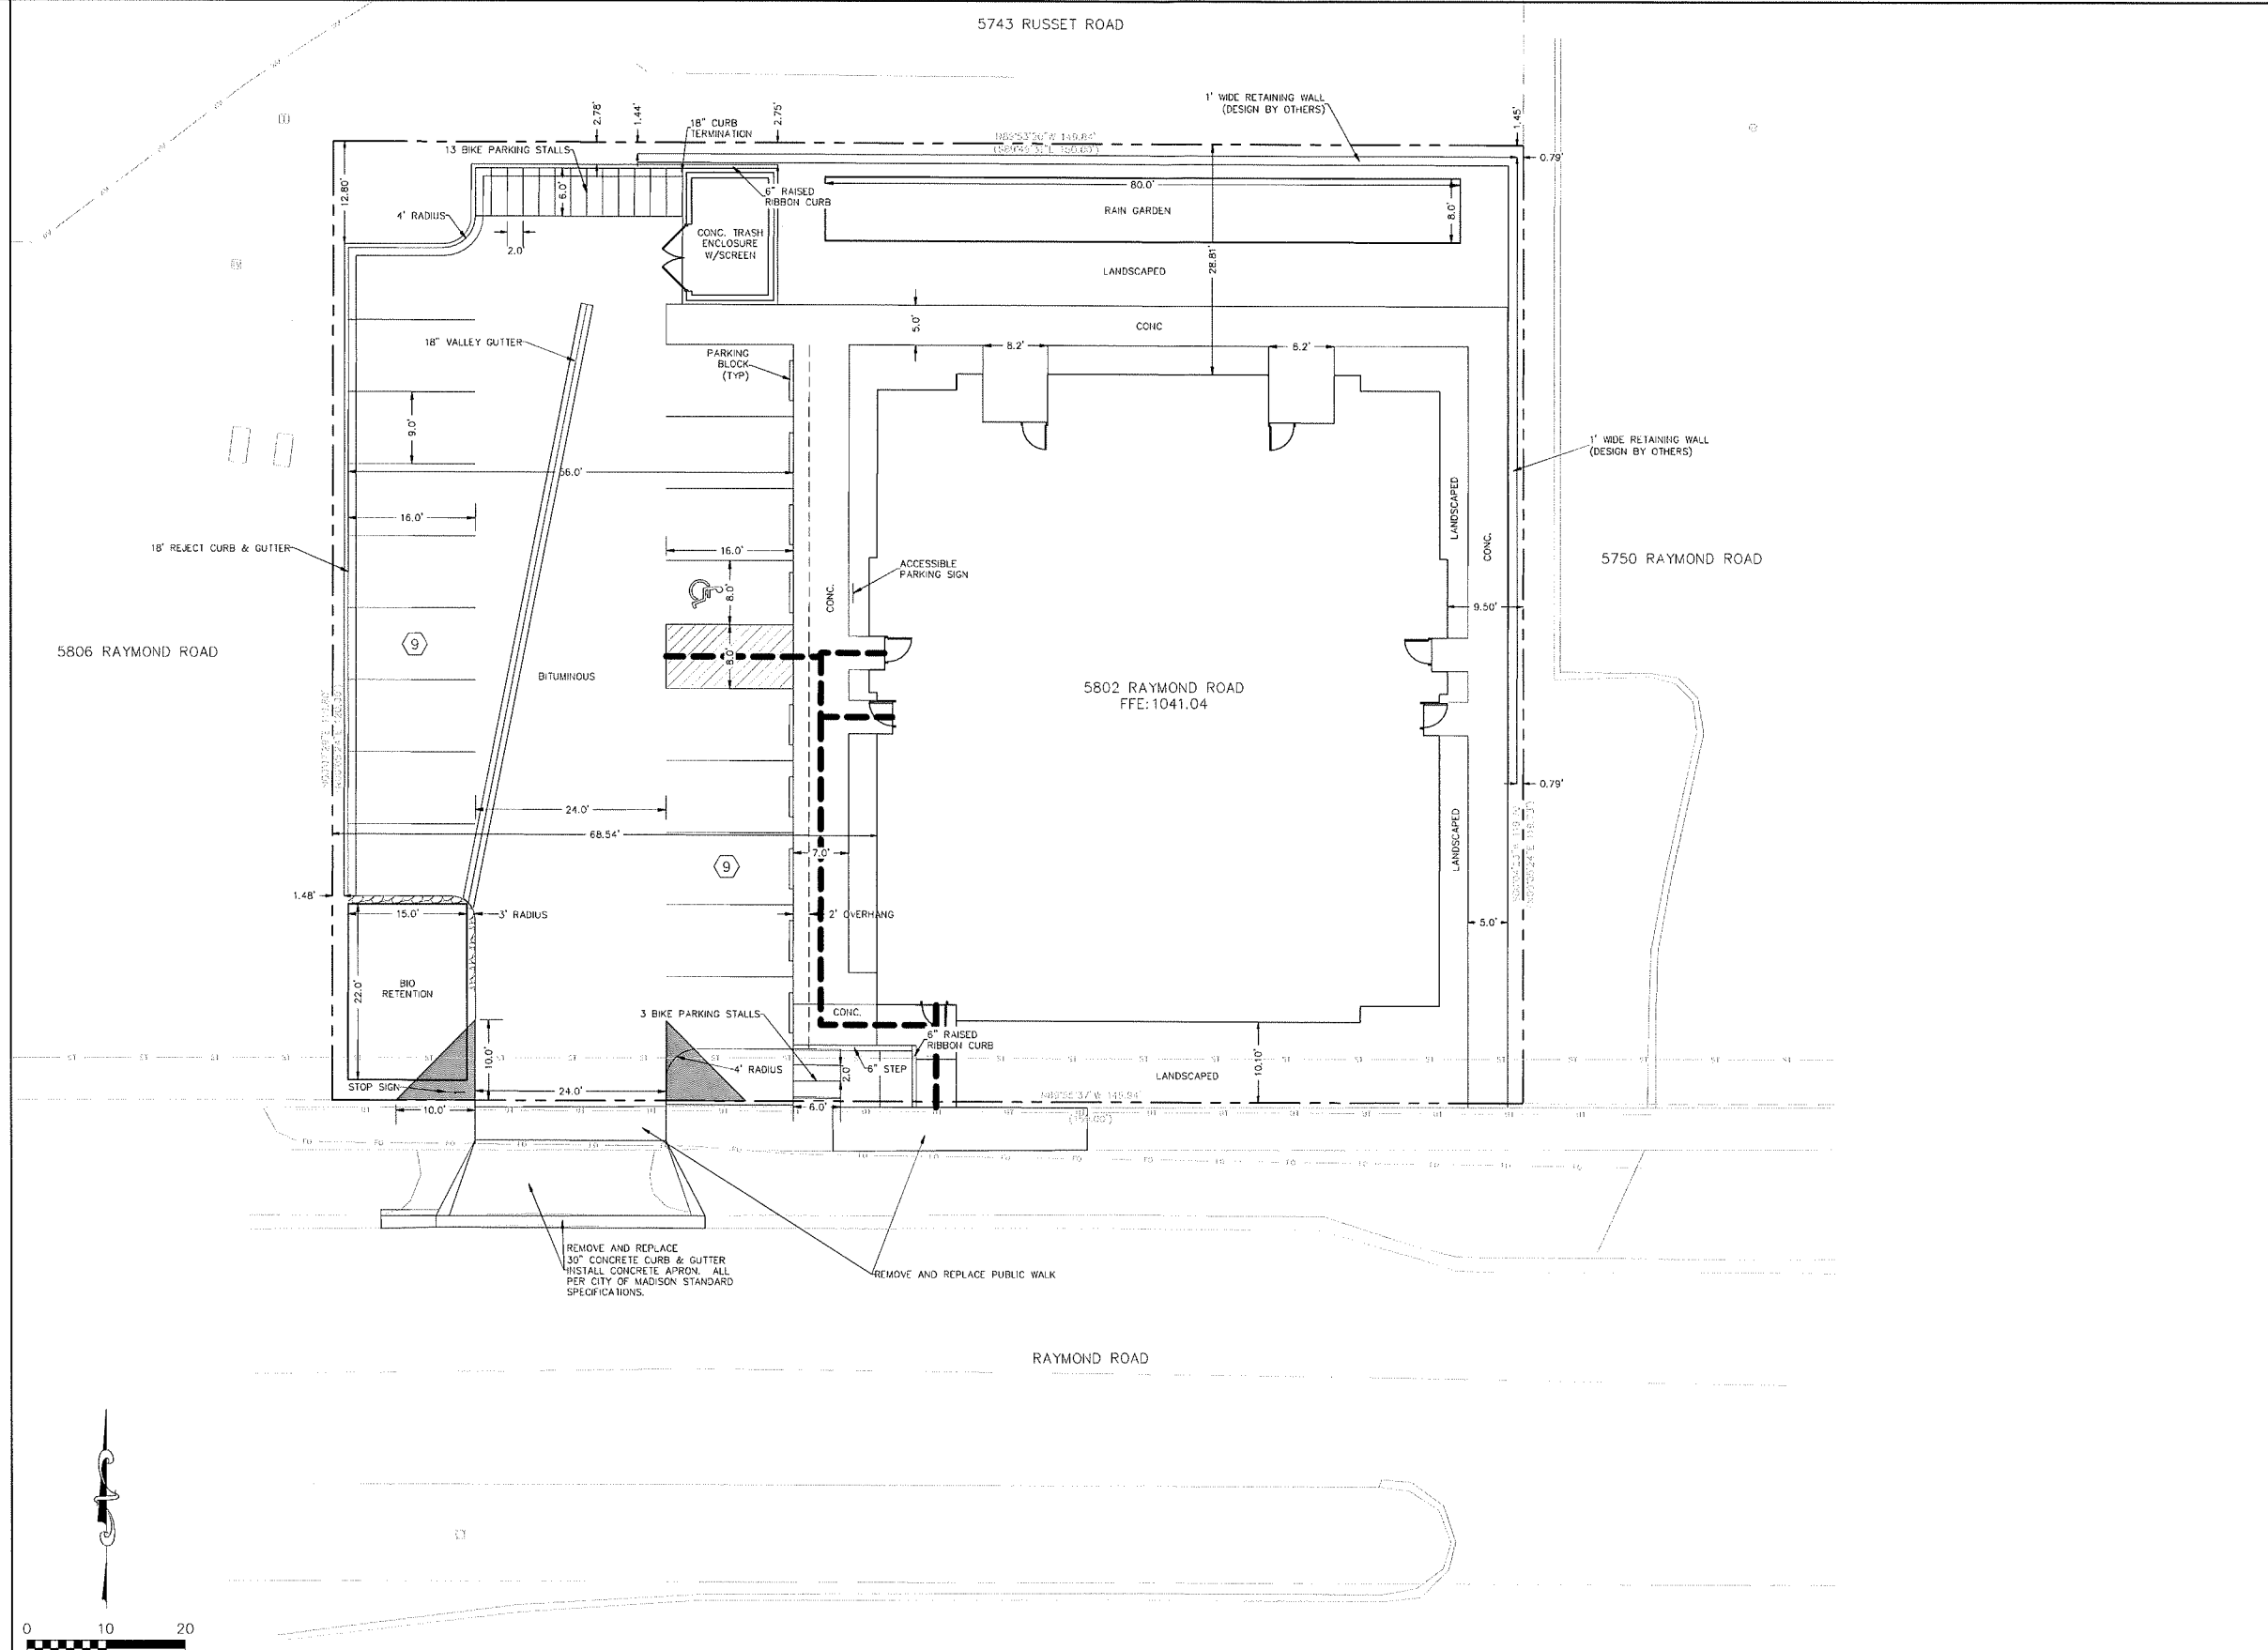 5743 RUSSET ROAD
1' WIDE RETAINING WALL
(DESIGN BY OTHERS)
2.78'
1.44'
2.75'
1.45'
18" CURB
TERMINATION
13 BIKE PARKING STALLS
0.79'
12.80'
6.0'
6" RAISED
RIBBON CURB
80.0'
8.0'
RAIN GARDEN
4' RADIUS
2.0'
CONC. TRASH
ENCLOSURE
W/SCREEN
28.81'
LANDSCAPED
5.0'
CONC
18" VALLEY GUTTER
PARKING
BLOCK
(TYP)
8.2'
8.2'
9.0'
56.0'
1' WIDE RETAINING WALL
(DESIGN BY OTHERS)
LANDSCAPED
16.0'
18' REJECT CURB & GUTTER
16.0'
CONC.
ACCESSIBLE
PARKING SIGN
5750 RAYMOND ROAD
8.0'
CONC.
9.50'
5806 RAYMOND ROAD
9
8.0'
BITUMINOUS
5802 RAYMOND ROAD
FFE: 1041.04
0.79'
24.0'
68.54'
7.0'
9
LANDSCAPED
1.48'
15.0'
3' RADIUS
2' OVERHANG
5.0'
22.0'
BIO
RETENTION
3 BIKE PARKING STALLS
CONC.
6" RAISED
RIBBON CURB
10.0'
4' RADIUS
2.0'
6" STEP
10.10'
LANDSCAPED
STOP SIGN
24.0'
10.0'
6.0'
REMOVE AND REPLACE
30" CONCRETE CURB & GUTTER
INSTALL CONCRETE APRON. ALL
PER CITY OF MADISON STANDARD
SPECIFICATIONS.
REMOVE AND REPLACE PUBLIC WALK
RAYMOND ROAD
0 10 20